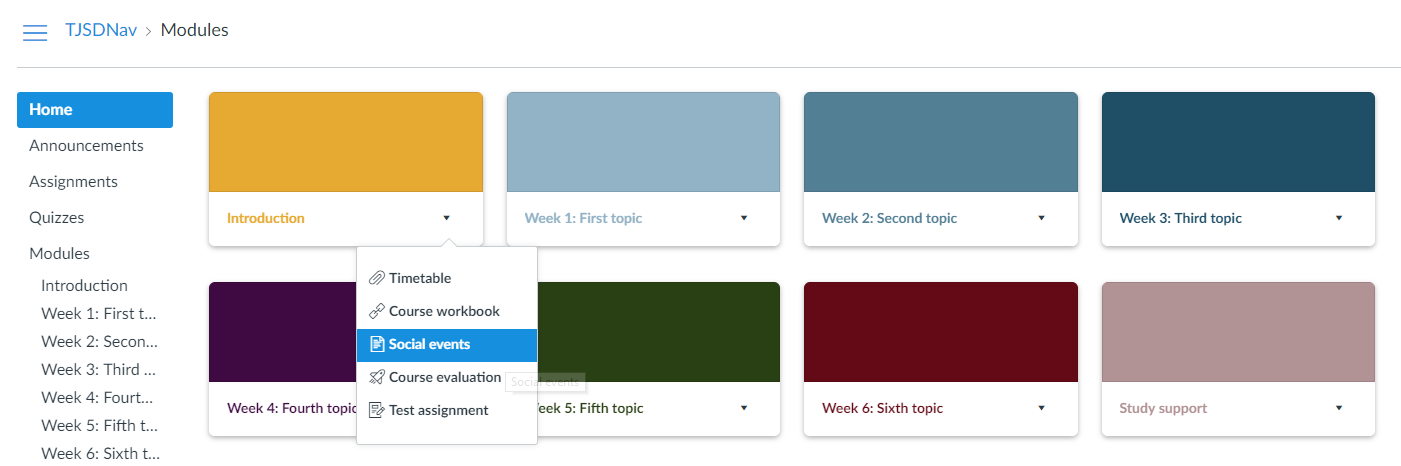 TJSDNav > Modules
Home
Announcements
Assignments
Quizzes
Modules
Introduction
Week 1: First t...
Week 2: Secon...
Week 3: Third ...
Week 4: Fourt...
Week 5: Fifth t...
Week 6: Sixth t...
Introduction
Week 1: First topic
Week 2: Second topic
Week 3: Third topic
Timetable
Course workbook
Social events
Course evaluation
Test assignment
Social events
Week 4: Fourth topic
eek 5: Fifth topic
Week 6: Sixth topic
Study support